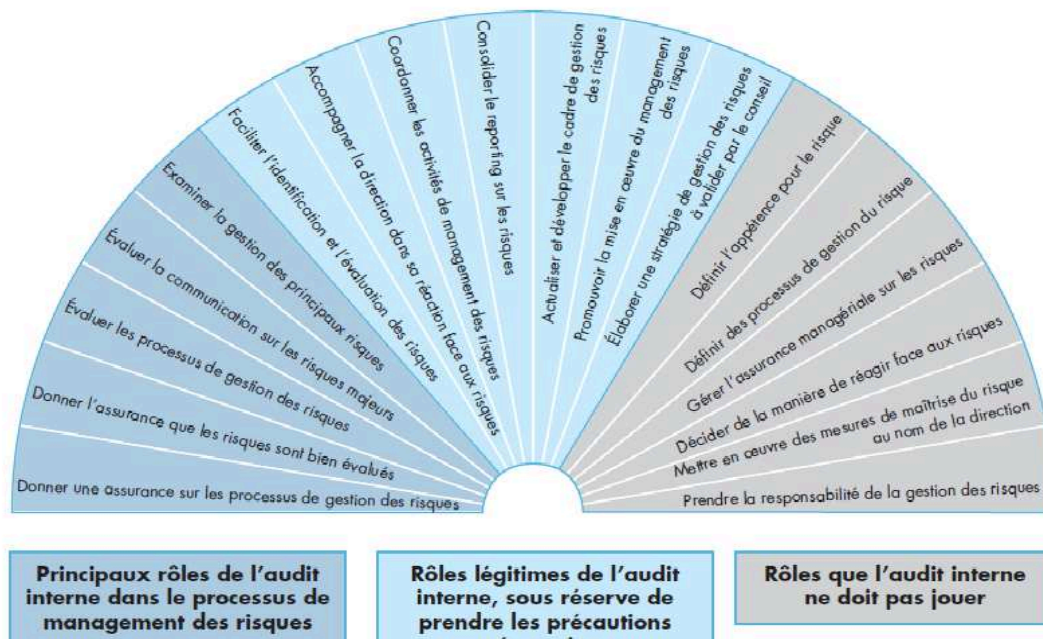 Donner une assurance sur les processus de gestion des risques
Donner l'assurance que les risques sont bien évalués
Évaluer les processus de gestion des risques
Évaluer la communication sur les risques majeurs
Examiner la gestion des principaux risques
Faciliter l'identification et l'évaluation des risques
Accompagner la direction dans sa réaction face aux risques
Coordonner les activités de management des risques
Consolider le reporting sur les risques
Actualiser et développer le cadre de gestion
des risques
Promouvoir la mise en œuvre du management
des risques
Élaborer une stratégie de gestion des risques
à valider par le conseil
Définir l'appétence pour le risque
Définir des processus de gestion du risque
Gérer l'assurance managériale sur les risques
Décider de la manière de réagir face aux risques
Mettre en œuvre des mesures de maîtrise du risque
au nom de la direction
Prendre la responsabilité de la gestion des risques
Principaux rôles de l'audit
interne dans le processus de
management des risques
Rôles légitimes de l'audit
interne, sous réserve de
prendre les précautions
Rôles que l'audit interne
ne doit pas jouer